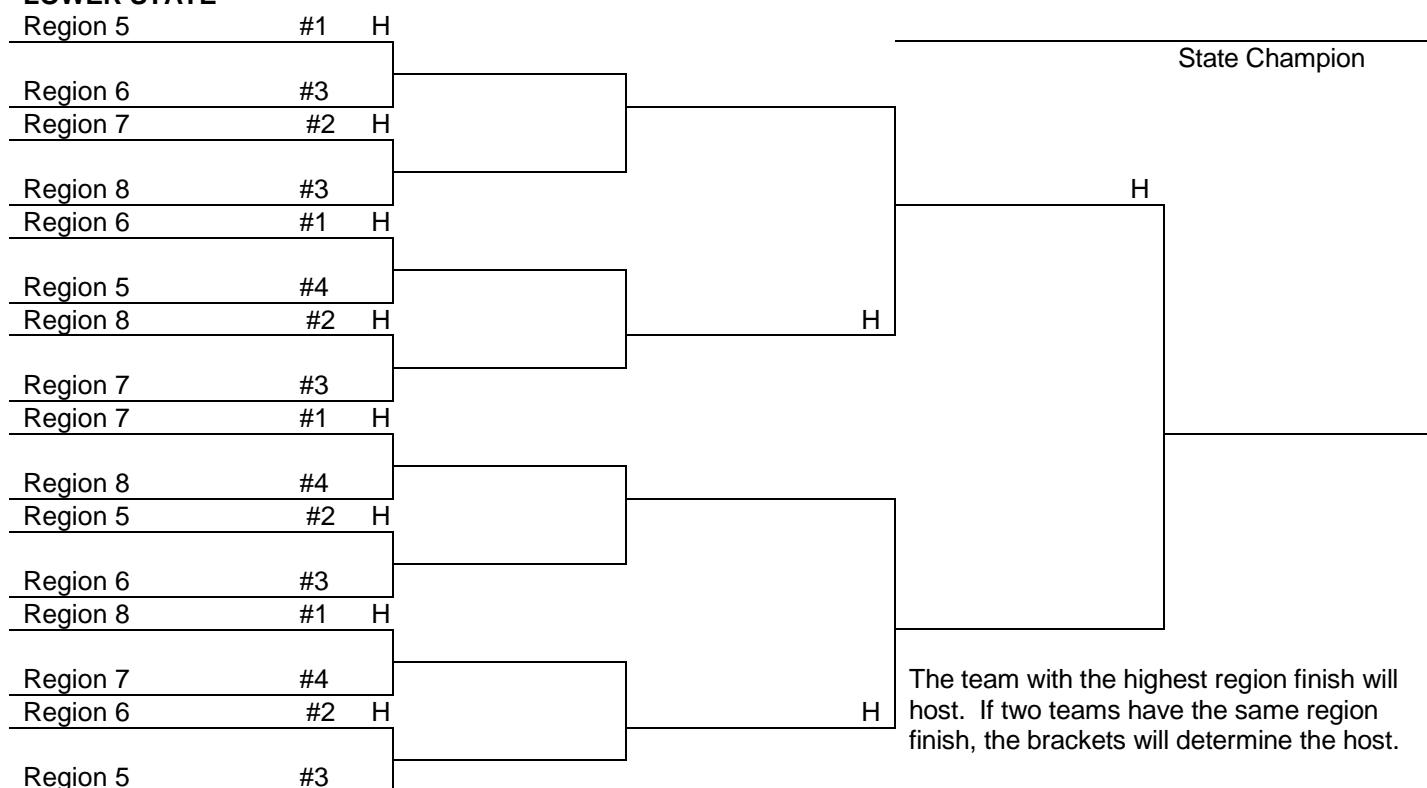 LOWER STATE
Region 5 #1 H
State Champion
Region 6 #3
Region 7 #2 H
Region 8 #3
H
Region 6 #1 H
Region 5 #4
Region 8 #2 H
H
Region 7 #3
Region 7 #1 H
Region 8 #4
Region 5 #2 H
Region 6 #3
Region 8 #1 H
Region 7 #4
Region 6 #2 H
H
Region 5 #3
The team with the highest region finish will
host. If two teams have the same region
finish, the brackets will determine the host.